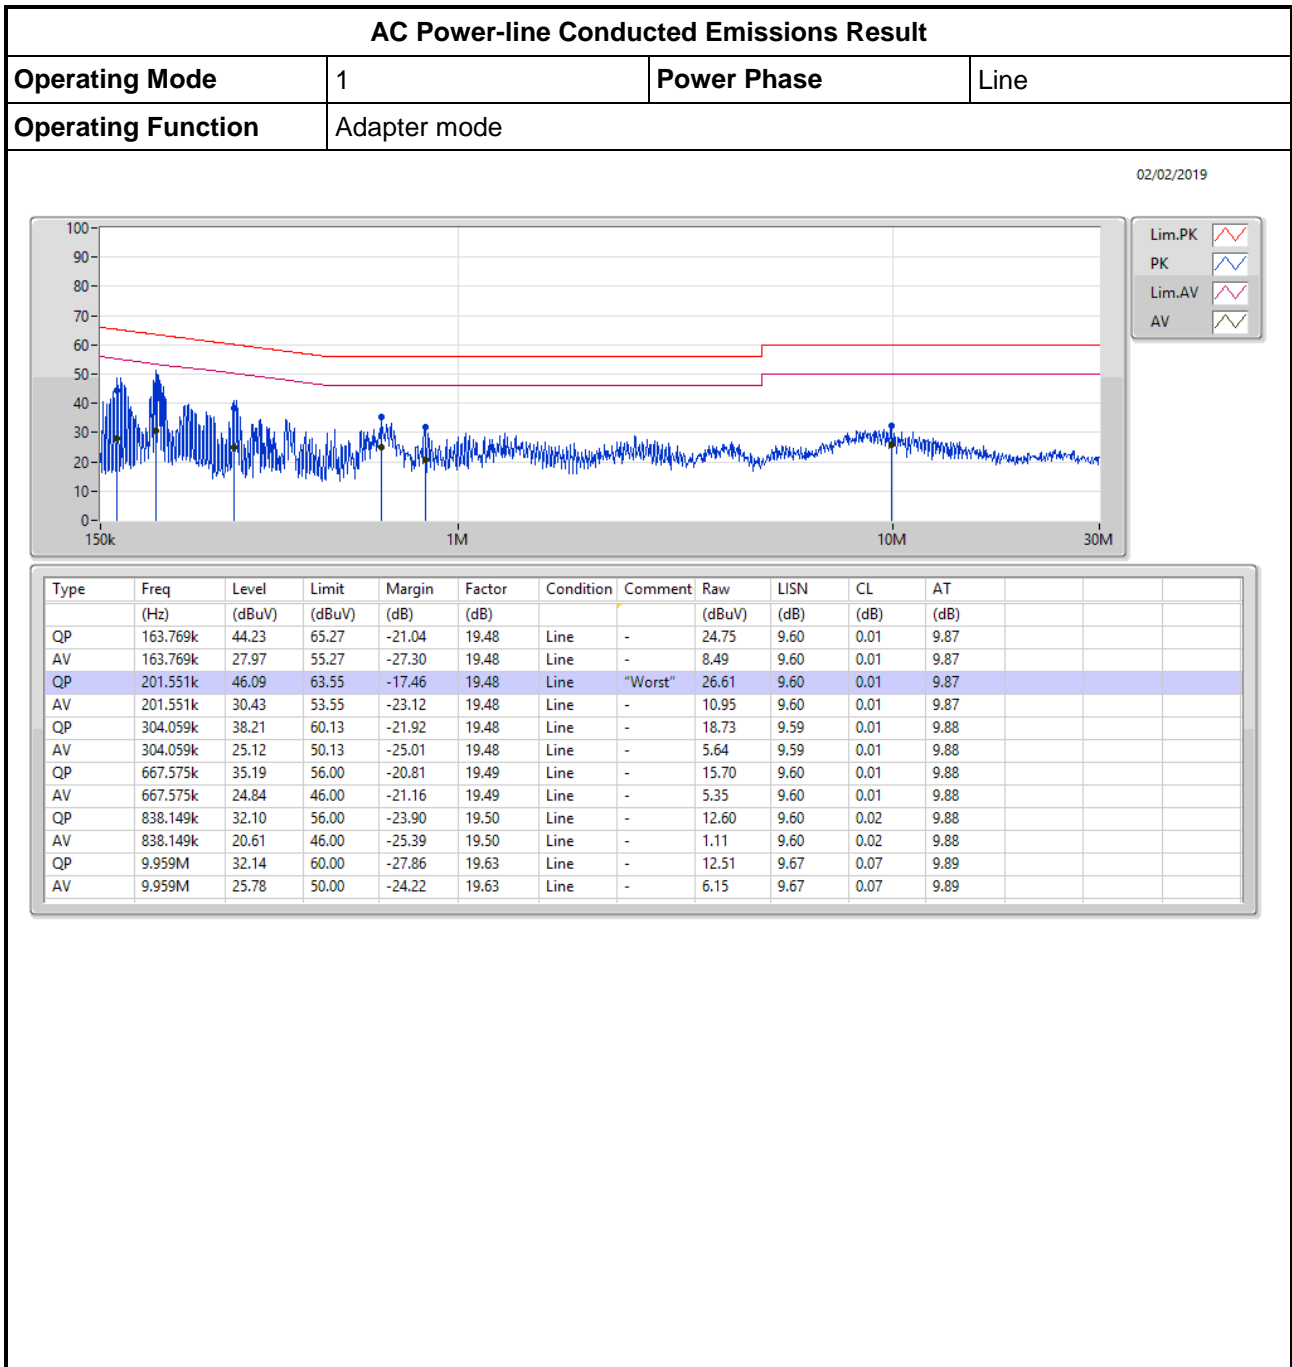 AC Power-line Conducted Emissions Result
Operating Mode 1 Power Phase Line
Operating Function Adapter mode
02/02/2019
100
90
80
70
60
50
40
30
20
10
0
150k 1M 10M 30M
Lim.PK
PK
Lim.AV
AV
Type Freq Level Limit Margin Factor Condition Comment Raw LISN CL AT
(Hz) (dBuV) (dBuV) (dB) (dB) (dBuV) (dB) (dB) (dB)
QP 163.769k 44.23 65.27 -21.04 19.48 Line - 24.75 9.60 0.01 9.87
AV 163.769k 27.97 55.27 -27.30 19.48 Line - 8.49 9.60 0.01 9.87
QP 201.551k 46.09 63.55 -17.46 19.48 Line "Worst" 26.61 9.60 0.01 9.87
AV 201.551k 30.43 53.55 -23.12 19.48 Line - 10.95 9.60 0.01 9.87
QP 304.059k 38.21 60.13 -21.92 19.48 Line - 18.73 9.59 0.01 9.88
AV 304.059k 25.12 50.13 -25.01 19.48 Line - 5.64 9.59 0.01 9.88
QP 667.575k 35.19 56.00 -20.81 19.49 Line - 15.70 9.60 0.01 9.88
AV 667.575k 24.84 46.00 -21.16 19.49 Line - 5.35 9.60 0.01 9.88
QP 838.149k 32.10 56.00 -23.90 19.50 Line - 12.60 9.60 0.02 9.88
AV 838.149k 20.61 46.00 -25.39 19.50 Line - 1.11 9.60 0.02 9.88
QP 9.959M 32.14 60.00 -27.86 19.63 Line - 12.51 9.67 0.07 9.89
AV 9.959M 25.78 50.00 -24.22 19.63 Line - 6.15 9.67 0.07 9.89